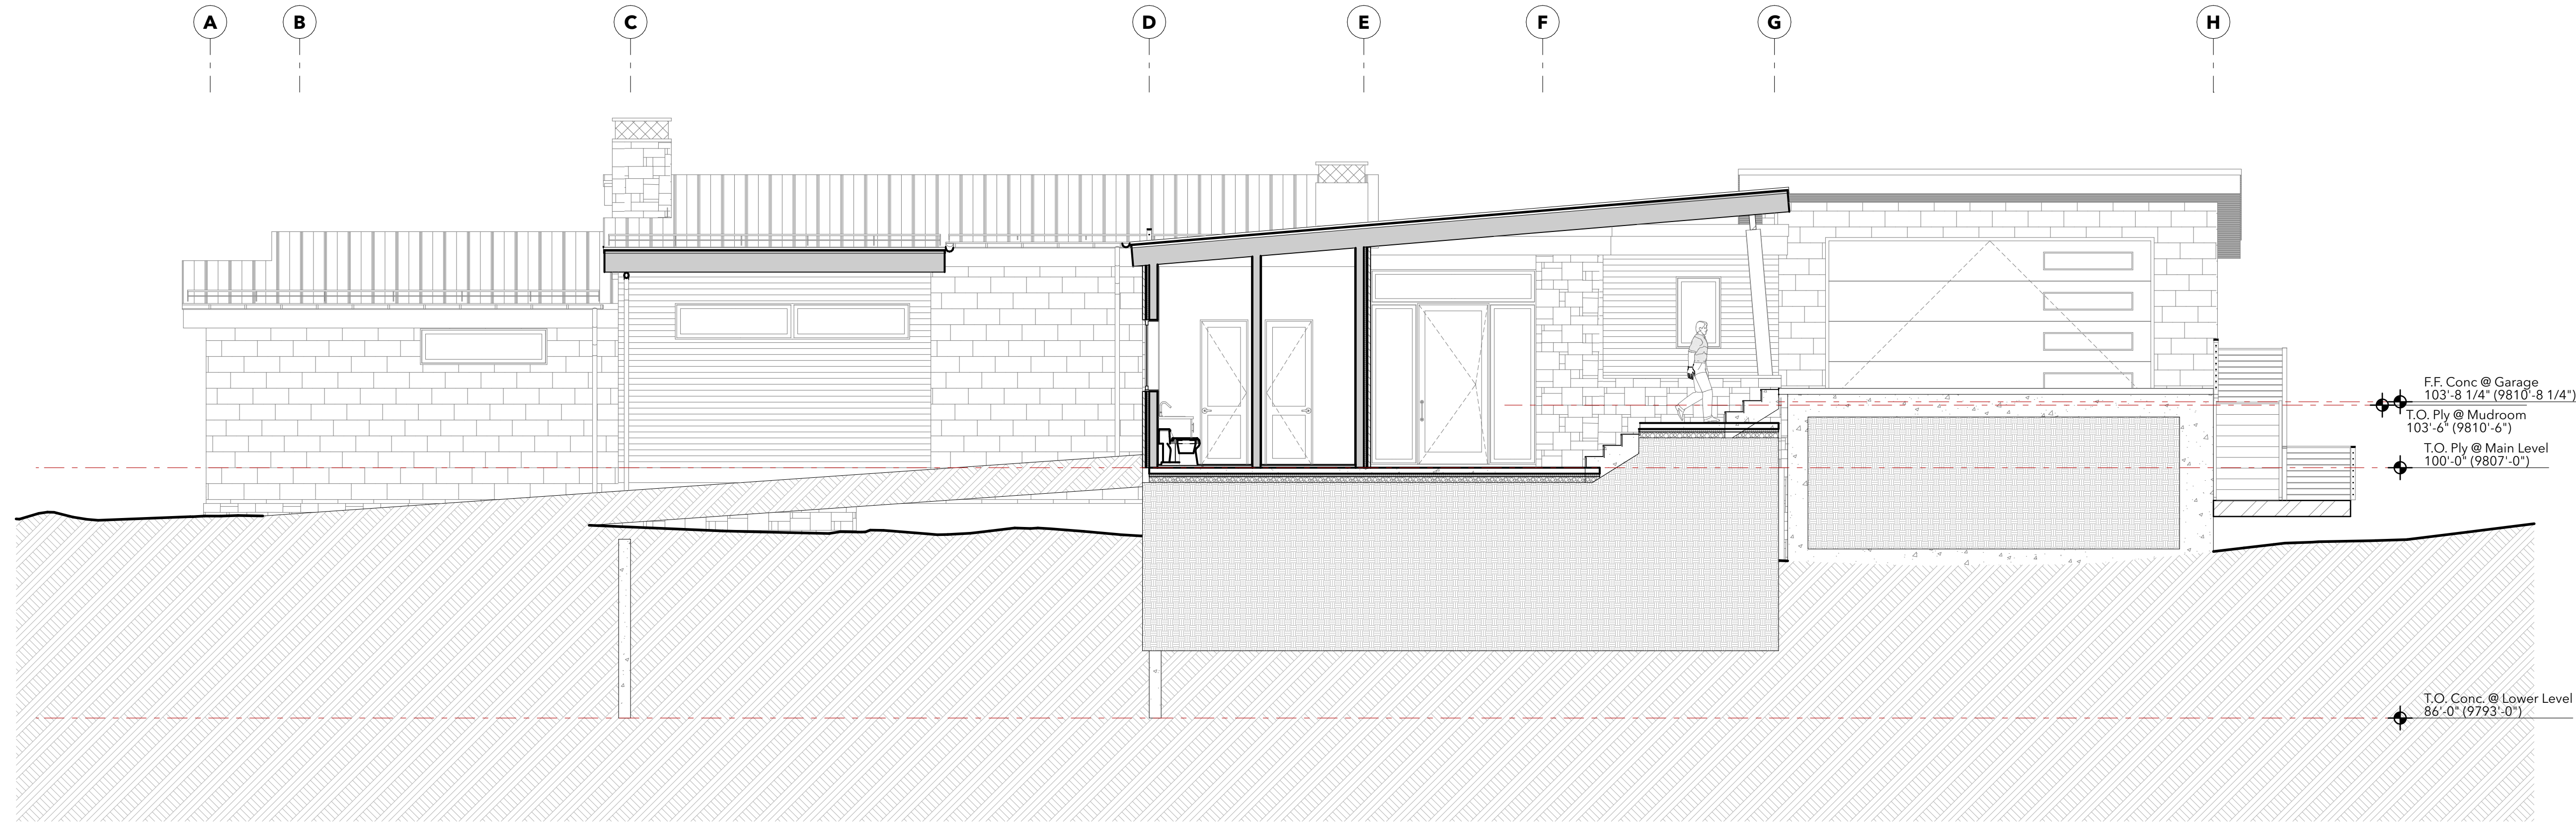 A B C D E F G H
F.F. Conc @ Garage
103'-8 1/4" (9810'-8 1/4")
T.O. Ply @ Mudroom
103'-6" (9810'-6")
T.O. Ply @ Main Level
100'-0" (9807'-0")
T.O. Conc. @ Lower Level
86'-0" (9793'-0")